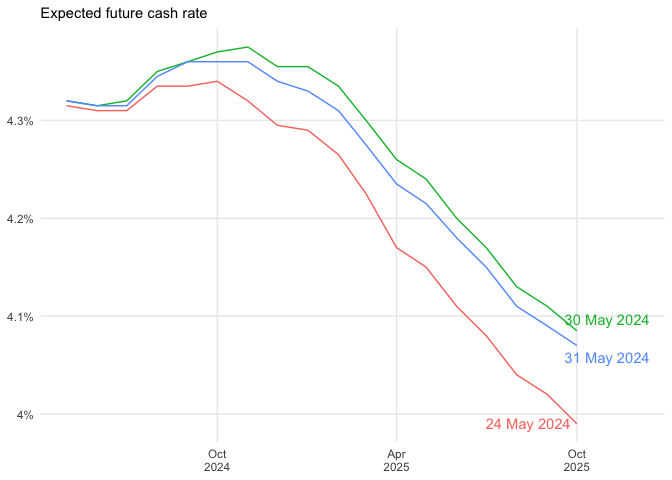 Expected future cash rate
4.3%
4.2%
4.1%
4%
30 May 2024
31 May 2024
24 May 2024
Oct
2024
Apr
2025
Oct
2025